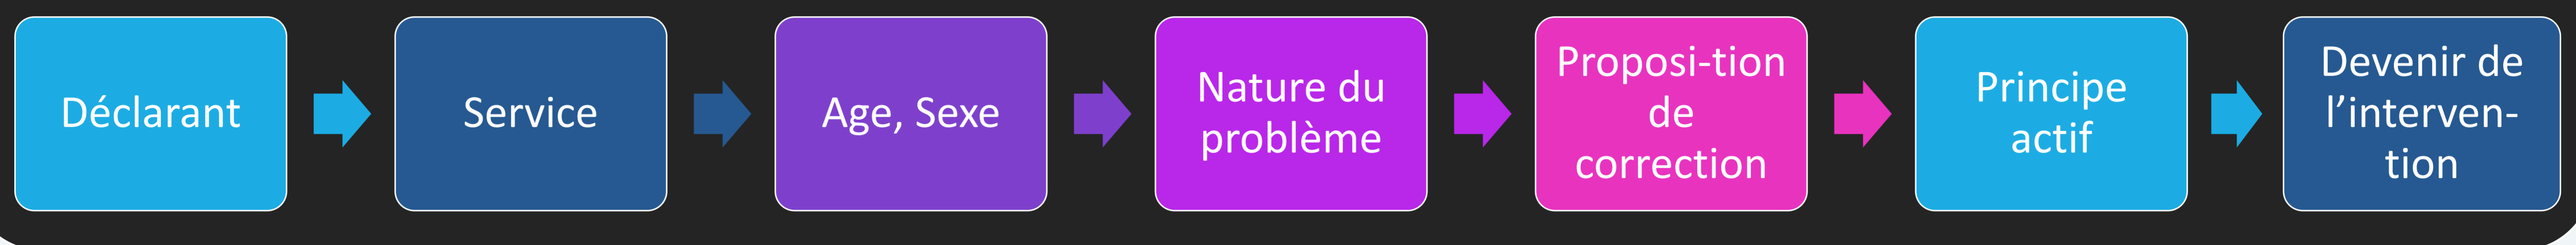 Déclarant
Service
Age, Sexe
Nature du
problème
Proposi-tion
de
correction
Principe
actif
Devenir de
l’interven-
tion